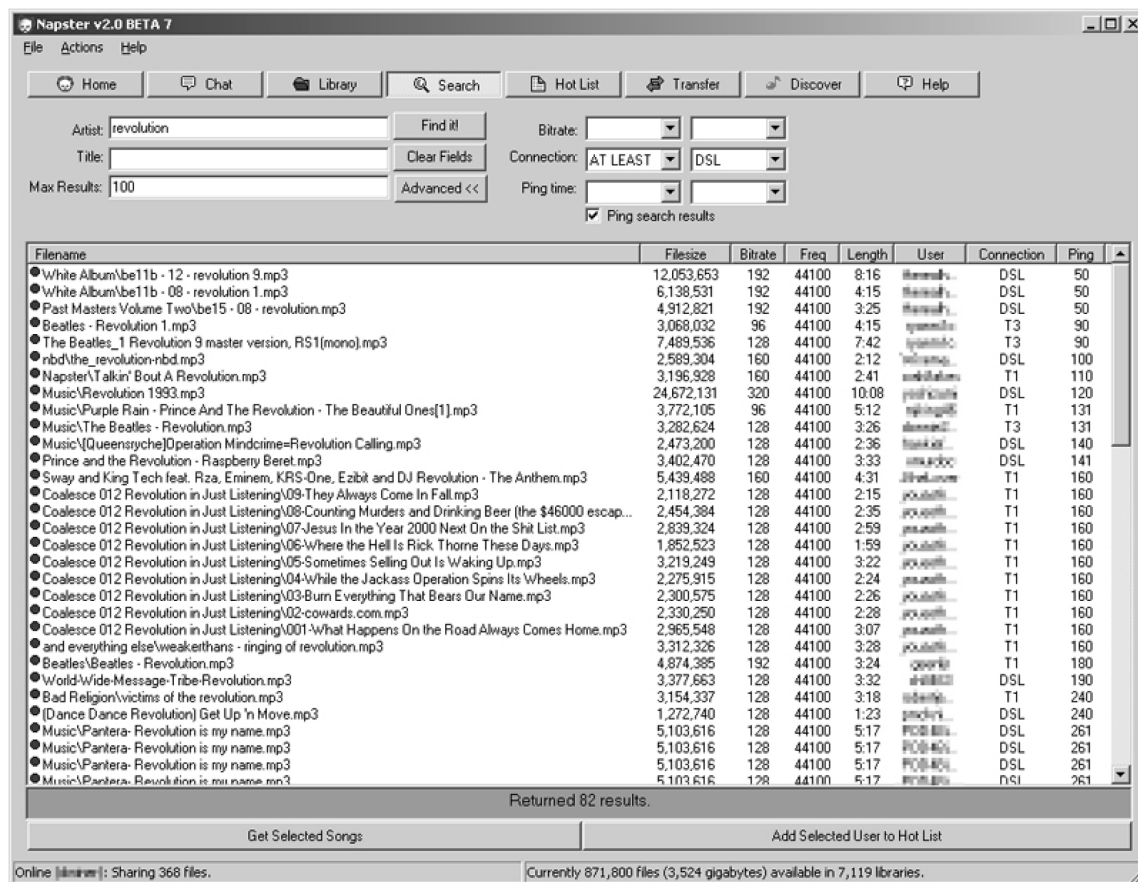 Napster v2.0 BETA 7
File Actions Help
Home Chat Library Search Hot List Transfer Discover Help
Artist: revolution Find it! Bitrate:
Title: Clear Fields Connection: AT LEAST DSL
Max Results: 100 Advanced << Ping time:
Ping search results
Filename Filesize Bitrate Freq Length User Connection Ping
White Album\be11b - 12 - revolution 9.mp3 12,053,653 192 44100 8:16 DSL 50
White Album\be11b - 08 - revolution 1.mp3 6,138,531 192 44100 4:15 DSL 50
Past Masters Volume Two\be15 - 08 - revolution.mp3 4,912,821 192 44100 3:25 DSL 50
Beatles - Revolution 1.mp3 3,068,032 96 44100 4:15 T3 90
The Beatles_1 Revolution 9 master version, RS1(mono).mp3 7,489,536 128 44100 7:42 T3 90
nbd\the_revolution-nbd.mp3 2,589,304 160 44100 2:12 DSL 100
Napster\Talkin' Bout A Revolution.mp3 3,196,928 160 44100 2:41 T1 110
Music\Revolution 1993.mp3 24,672,131 320 44100 10:08 DSL 120
Music\Purple Rain - Prince And The Revolution - The Beautiful Ones[1].mp3 3,772,105 96 44100 5:12 T1 131
Music\The Beatles - Revolution.mp3 3,282,624 128 44100 3:26 T3 131
Music\[Queensryche]Operation Mindcrime=Revolution Calling.mp3 2,473,200 128 44100 2:36 DSL 140
Prince and the Revolution - Raspberry Beret.mp3 3,402,470 128 44100 3:33 DSL 141
Sway and King Tech feat. Rza, Eminem, KRS-One, Ezibit and DJ Revolution - The Anthem.mp3 5,439,488 160 44100 4:31 T1 160
Coalesce 012 Revolution in Just Listening\09-They Always Come In Fall.mp3 2,118,272 128 44100 2:15 T1 160
Coalesce 012 Revolution in Just Listening\08-Counting Murders and Drinking Beer (the $46000 escap... 2,454,384 128 44100 2:35 T1 160
Coalesce 012 Revolution in Just Listening\07-Jesus In the Year 2000 Next On the Shit List.mp3 2,839,324 128 44100 2:59 T1 160
Coalesce 012 Revolution in Just Listening\06-Where the Hell Is Rick Thorne These Days.mp3 1,852,523 128 44100 1:59 T1 160
Coalesce 012 Revolution in Just Listening\05-Sometimes Selling Out Is Waking Up.mp3 3,219,249 128 44100 3:22 T1 160
Coalesce 012 Revolution in Just Listening\04-While the Jackass Operation Spins Its Wheels.mp3 2,275,915 128 44100 2:24 T1 160
Coalesce 012 Revolution in Just Listening\03-Burn Everything That Bears Our Name.mp3 2,300,575 128 44100 2:26 T1 160
Coalesce 012 Revolution in Just Listening\02-cowards.com.mp3 2,330,250 128 44100 2:28 T1 160
Coalesce 012 Revolution in Just Listening\001-What Happens On the Road Always Comes Home.mp3 2,965,548 128 44100 3:07 T1 160
and everything else\weakerthans - ringing of revolution.mp3 3,312,326 128 44100 3:28 T1 160
Beatles\Beatles - Revolution.mp3 4,874,385 192 44100 3:24 T1 180
World-Wide-Message-Tribe-Revolution.mp3 3,377,663 128 44100 3:32 DSL 190
Bad Religion\victims of the revolution.mp3 3,154,337 128 44100 3:18 T1 240
(Dance Dance Revolution) Get Up 'n Move.mp3 1,272,740 128 44100 1:23 DSL 240
Music\Pantera- Revolution is my name.mp3 5,103,616 128 44100 5:17 DSL 261
Music\Pantera- Revolution is my name.mp3 5,103,616 128 44100 5:17 DSL 261
Music\Pantera- Revolution is my name.mp3 5,103,616 128 44100 5:17 DSL 261
Music\Pantera- Revolution is my name.mp3 5,103,616 128 44100 5:17 DSL 261
Returned 82 results.
Get Selected Songs Add Selected User to Hot List
Online : Sharing 368 files. Currently 871,800 files (3,524 gigabytes) available in 7,119 libraries.